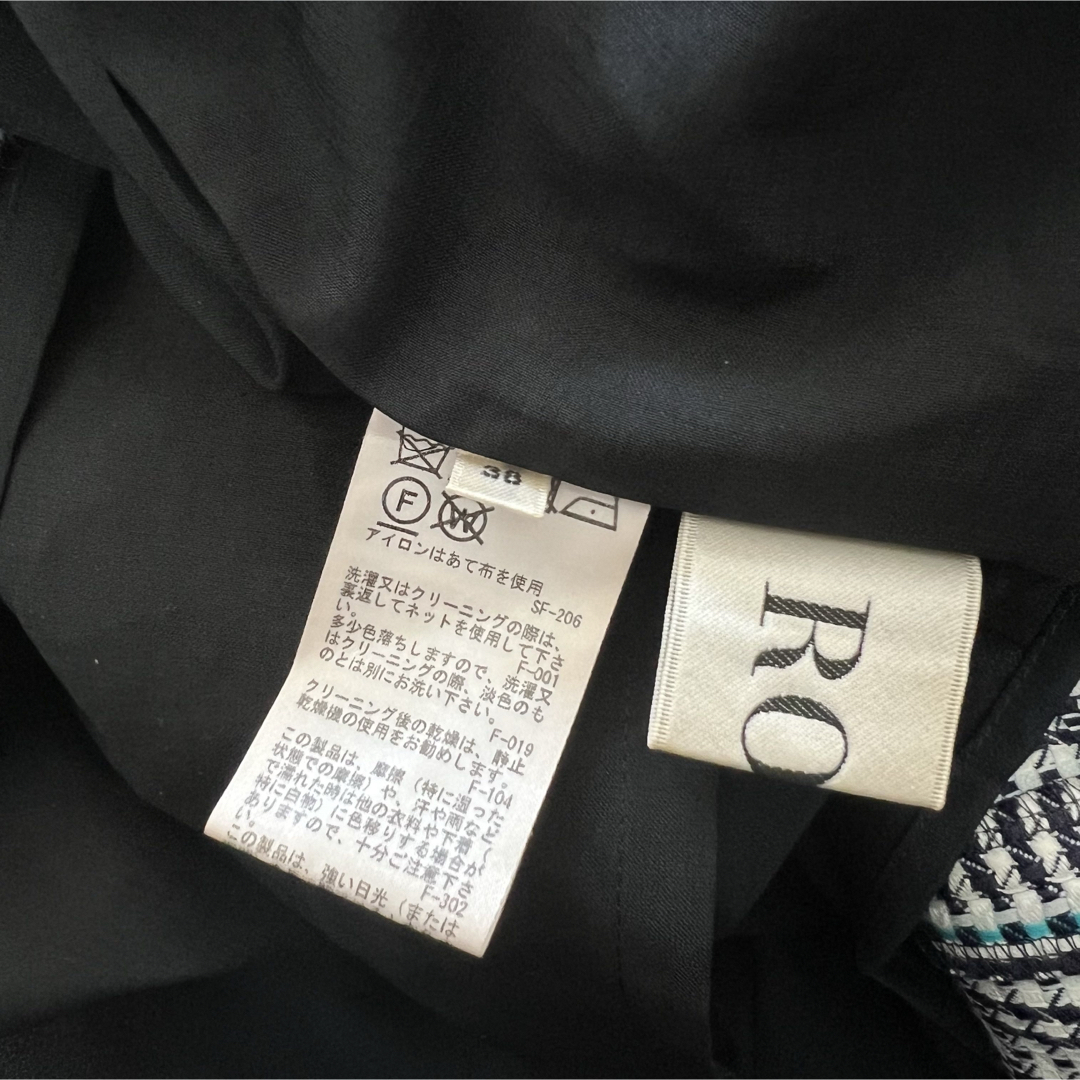 38
F
W
アイロンはあて布を使用
SF-206
洗濯又はクリーニングの際は、
裏返してネットを使用して下さ
い。
F-001
多少色落ちしますので、洗濯又
はクリーニングの際、淡色のも
のとは別にお洗い下さい。
F-019
クリーニング後の乾燥は、静止
乾燥機の使用をお勧めします。
F-104
この製品は、摩擦（特に湿った
状態での摩擦）や、汗や雨など
で濡れた時は他の衣料や下着（
特に白物）に色移りする場合が
ありますので、十分ご注意下さ
い。
F-302
この製品は、強い日光（または
RO